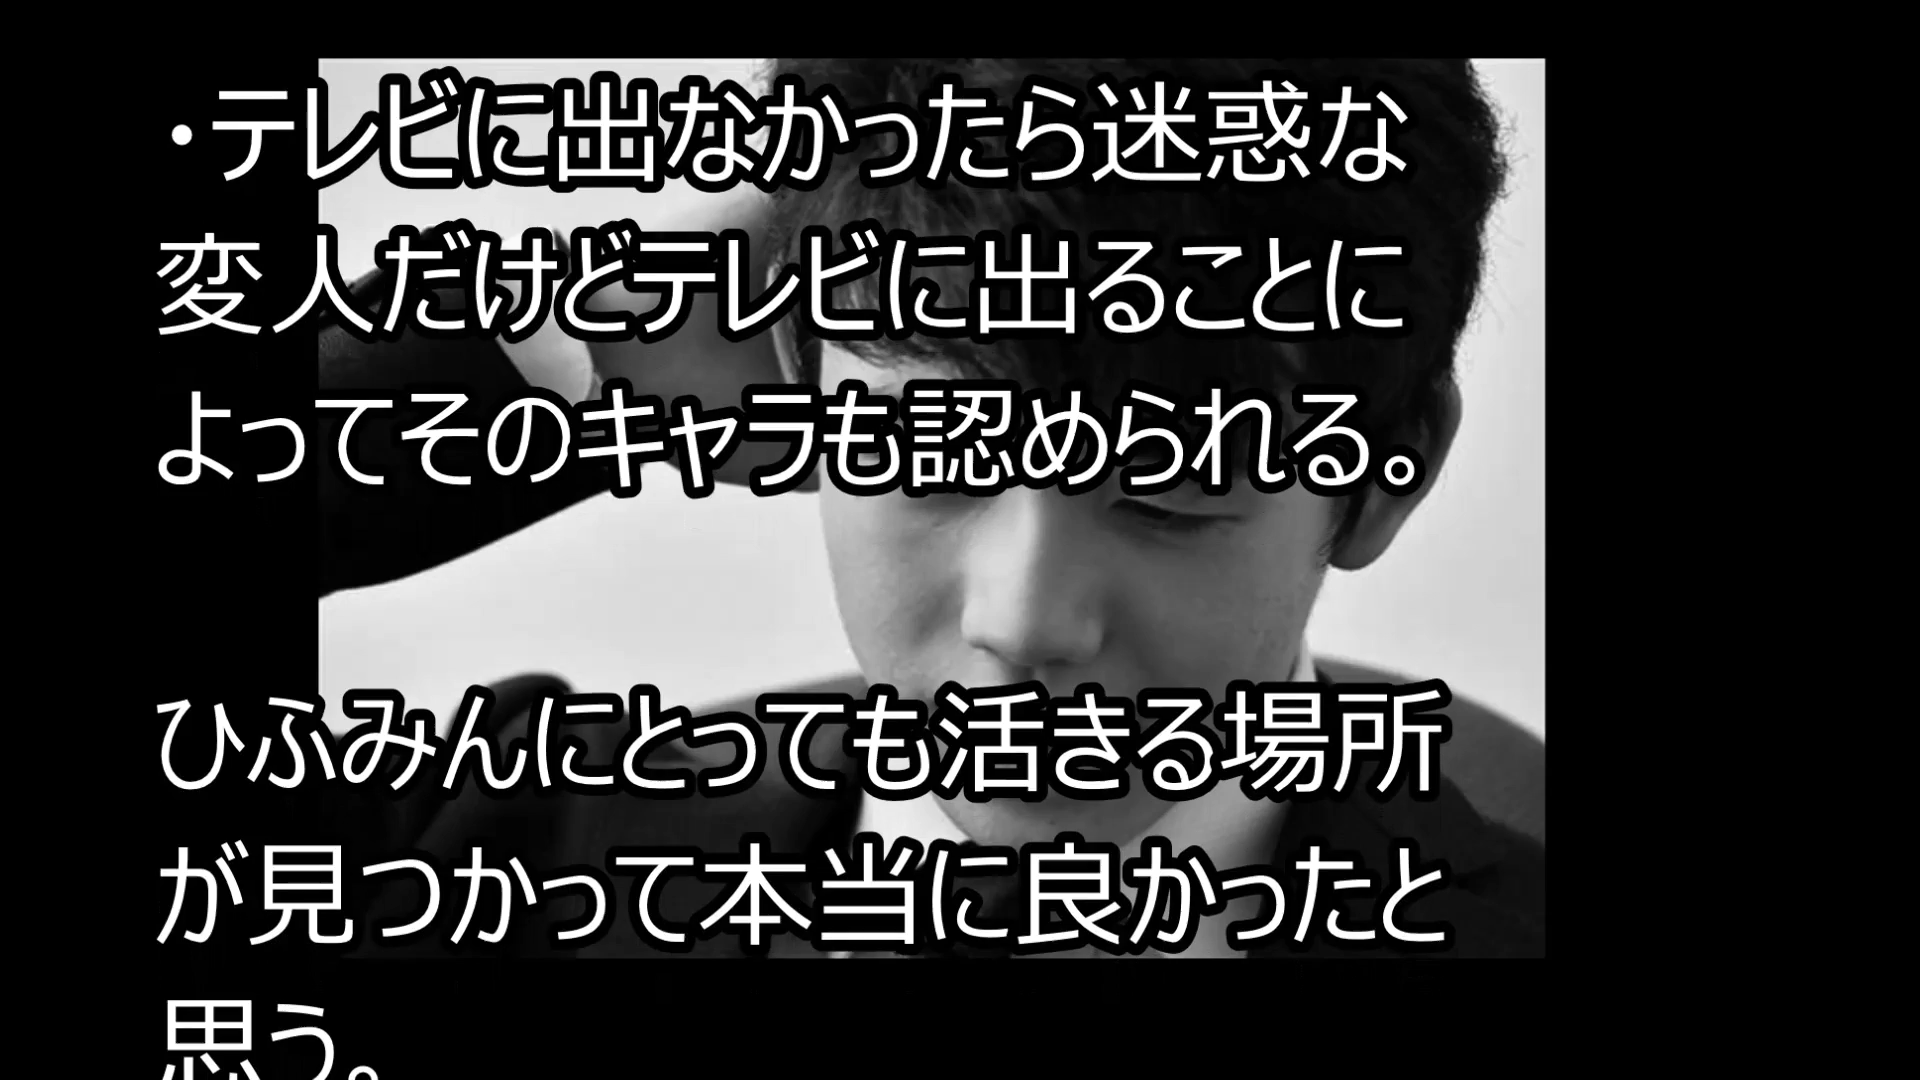 ・テレビに出なかったら迷惑な
変人だけどテレビに出ることに
よってそのキャラも認められる。
ひふみんにとっても活きる場所
が見つかって本当に良かったと
思う。